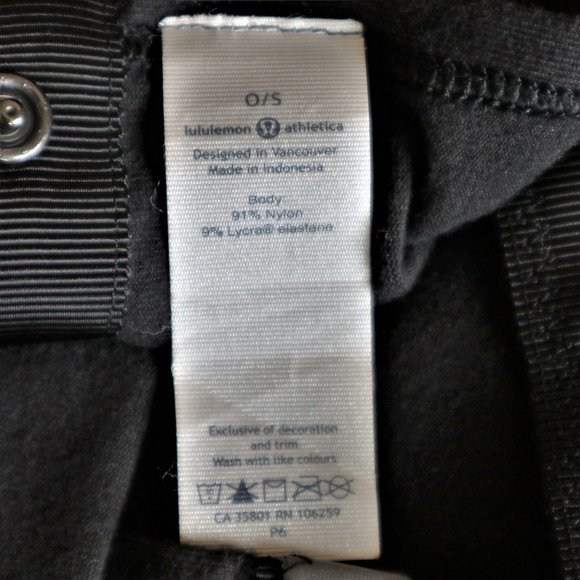 O/S
lululemon athletica
Designed in Vancouver
Made in Indonesia
Body
91% Nylon
9% Lycra® elastane
Exclusive of decoration
and trim
Wash with like colours
CA 35801 RN 106259
P6